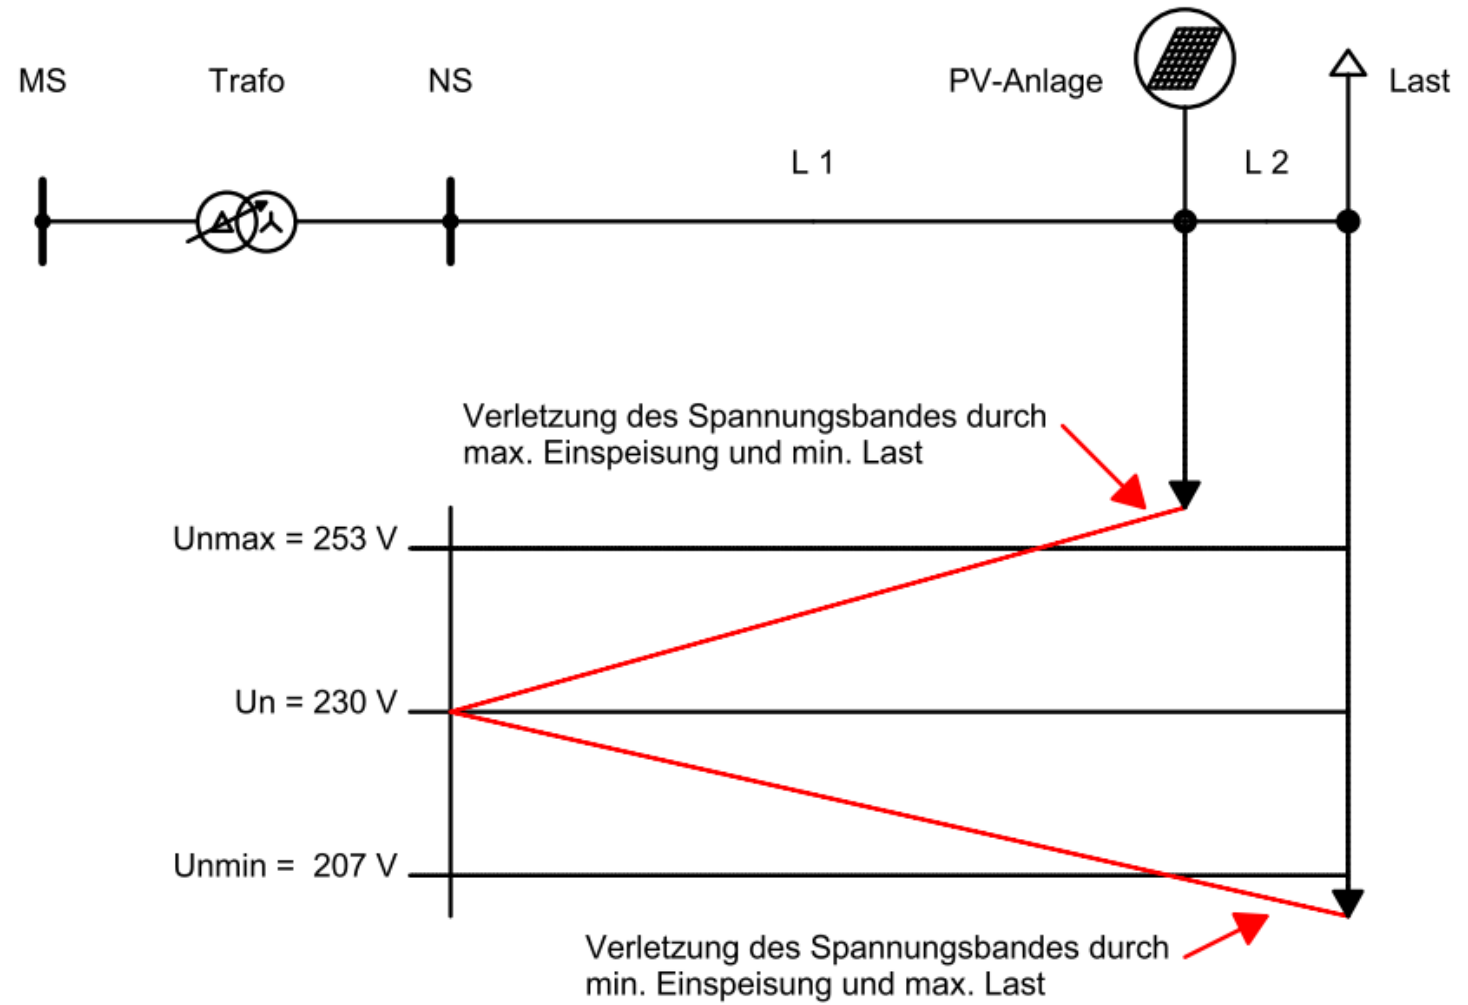 MS
Trafo
NS
PV-Anlage
Last
L 1
L 2
Verletzung des Spannungsbandes durch
max. Einspeisung und min. Last
Unmax = 253 V
Un = 230 V
Unmin =  207 V
Verletzung des Spannungsbandes durch
min. Einspeisung und max. Last